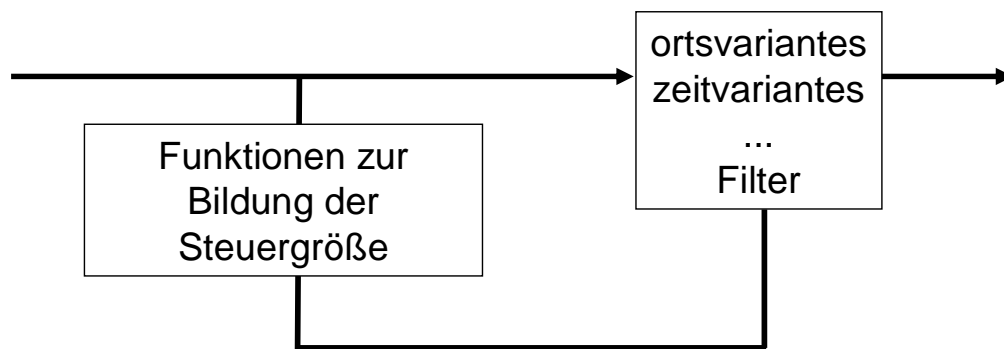 ortsvariantes
zeitvariantes
...
Filter
Funktionen zur
Bildung der
Steuergröße